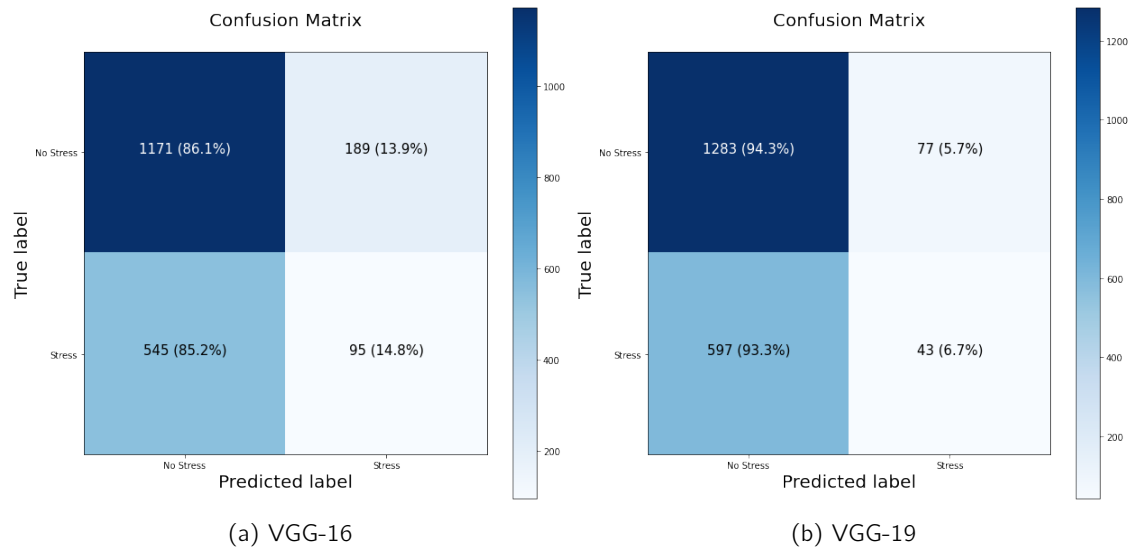 Confusion Matrix
1000
No Stress
1171 (86.1%)
189 (13.9%)
800
True label
600
Stress
545 (85.2%)
95 (14.8%)
400
200
No Stress
Stress
Predicted label
(a) VGG-16
Confusion Matrix
1200
1000
No Stress
1283 (94.3%)
77 (5.7%)
800
True label
600
Stress
597 (93.3%)
43 (6.7%)
400
200
No Stress
Stress
Predicted label
(b) VGG-19